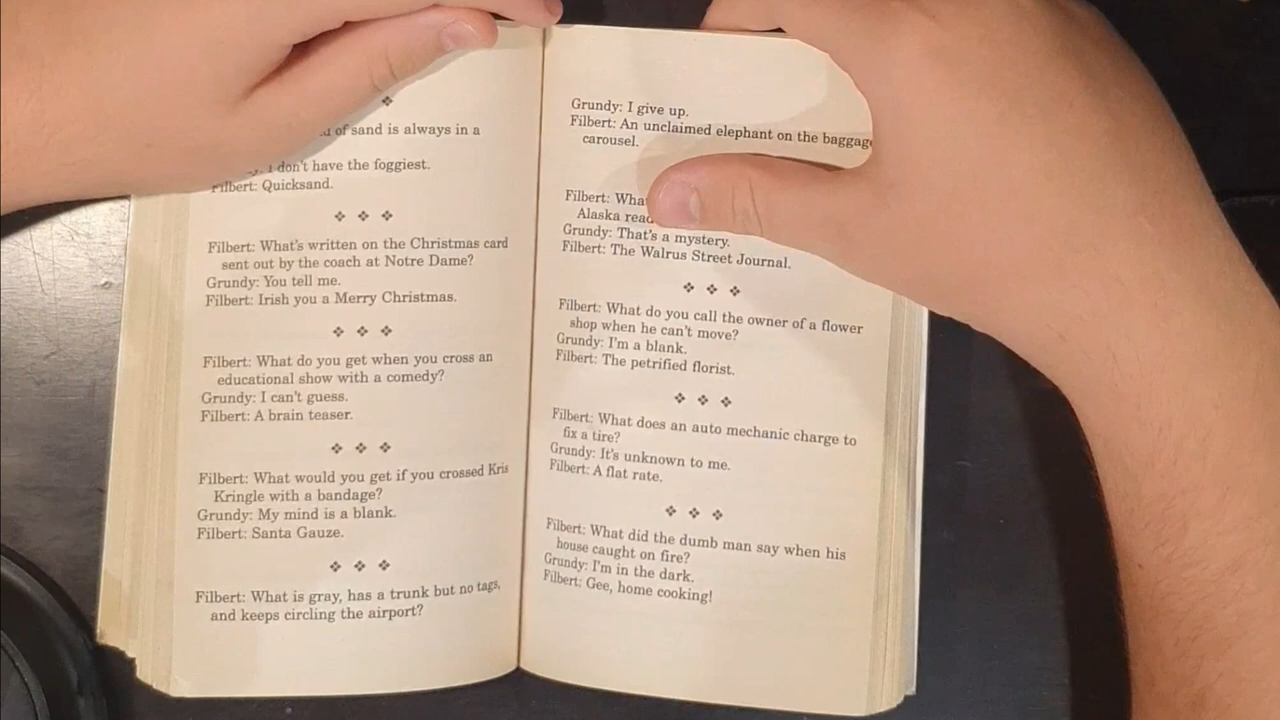 of sand is always in a
I don't have the foggiest.
Filbert: Quicksand.
Filbert: What's written on the Christmas card
sent out by the coach at Notre Dame?
Grundy: You tell me.
Filbert: Irish you a Merry Christmas.
Filbert: What do you get when you cross an
educational show with a comedy?
Grundy: I can't guess.
Filbert: A brain teaser.
Filbert: What would you get if you crossed Kris
Kringle with a bandage?
Grundy: My mind is a blank.
Filbert: Santa Gauze.
Filbert: What is gray, has a trunk but no tags,
and keeps circling the airport?
Grundy: I give up.
Filbert: An unclaimed elephant on the baggage
carousel.
Filbert:
Alaska
Grundy: That's a mystery.
Filbert: The Walrus Street Journal.
Filbert: What do you call the owner of a flower
shop when he can't move?
Grundy: I'm a blank.
Filbert: The petrified florist.
Filbert: What does an auto mechanic charge to
fix a tire?
Grundy: It's unknown to me.
Filbert: A flat rate.
Filbert: What did the dumb man say when his
house caught on fire?
Grundy: I'm in the dark.
Filbert: Gee, home cooking!